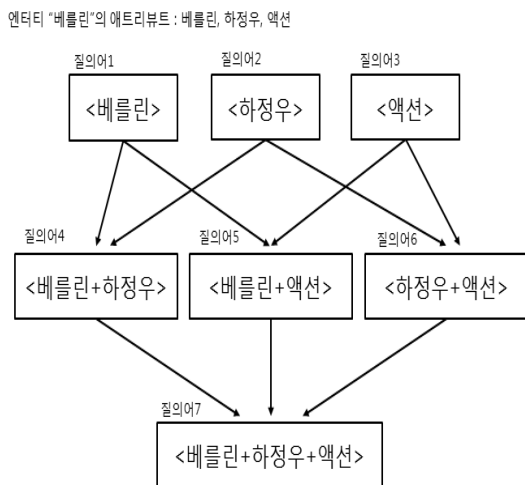 엔터티 “베를린”의 애트리뷰트 : 베를린, 하정우, 액션
질의어1
질의어2
질의어3
<베를린>
<하정우>
<액션>
질의어4
질의어5
질의어6
<베를린+하정우>
<베를린+액션>
<하정우+액션>
질의어7
<베를린+하정우+액션>